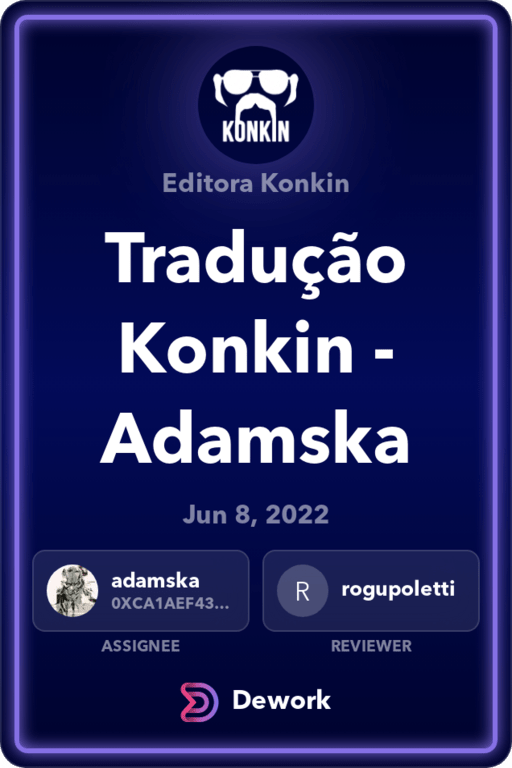 KONKIN
Editora Konkin
Tradução
Konkin -
Adamska
Jun 8, 2022
adamska
0XCA1AEF43...
R
rogupoletti
ASSIGNEE
REVIEWER
Dework